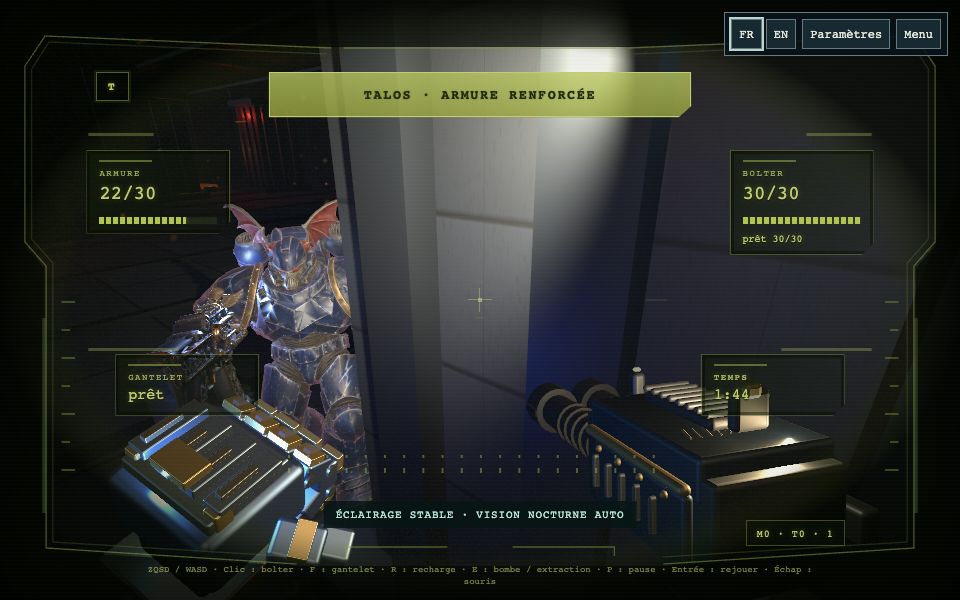 FR EN Paramètres Menu
T
TALOS · ARMURE RENFORCÉE
ARMURE
22/30
BOLTER
30/30
prêt 30/30
GANTELET
prêt
TEMPS
1:44
ÉCLAIRAGE STABLE · VISION NOCTURNE AUTO
M0 · T0 · 1
ZQSD / WASD · Clic : bolter · F : gantelet · R : recharge · E : bombe / extraction · P : pause · Entrée : rejouer · Échap :
souris